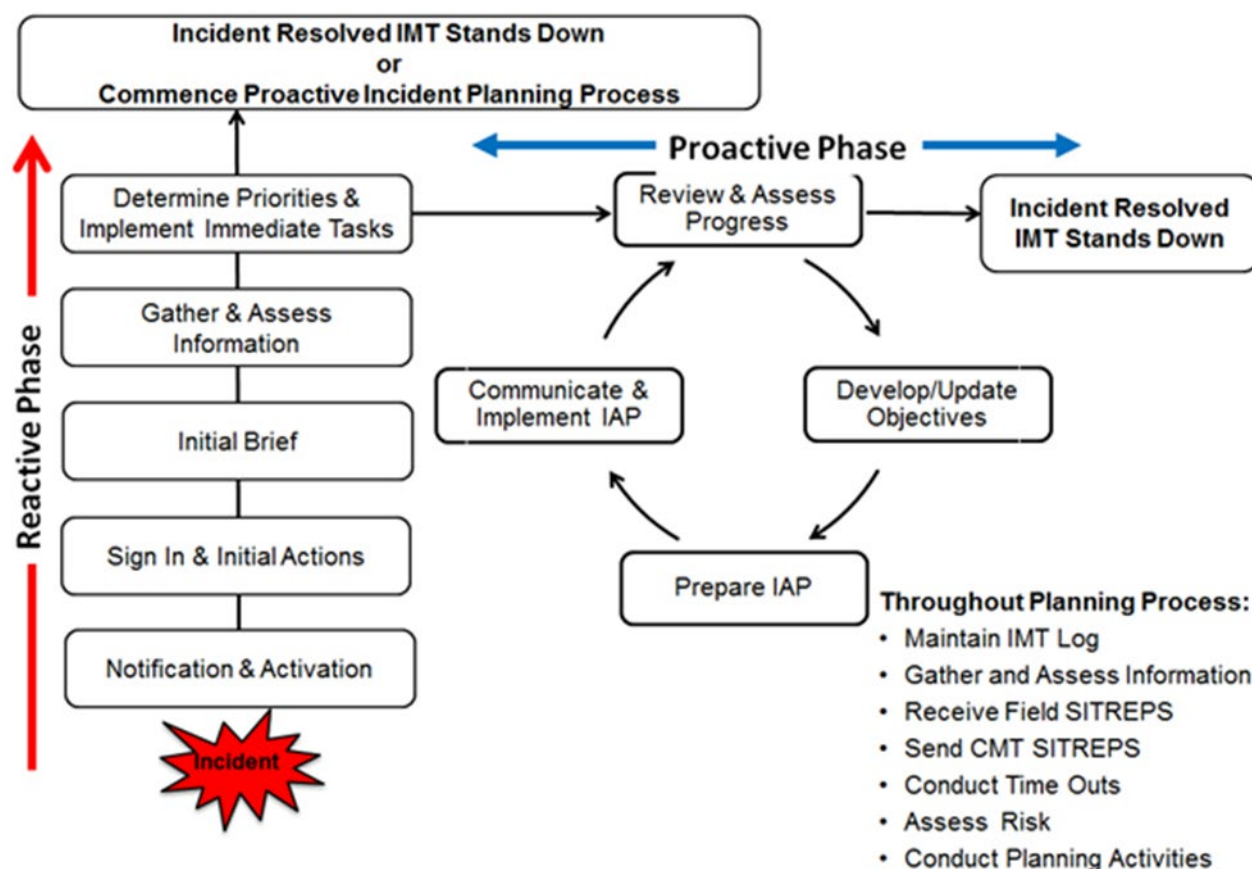 Incident Resolved IMT Stands Down
or
Commence Proactive Incident Planning Process
Proactive Phase
Determine Priorities &
Implement Immediate Tasks
Review & Assess
Progress
Incident Resolved
IMT Stands Down
Gather & Assess
Information
Reactive Phase
Communicate &
Implement IAP
Develop/Update
Objectives
Initial Brief
Sign In & Initial Actions
Prepare IAP
Notification & Activation
Incident
Throughout Planning Process:
• Maintain IMT Log
• Gather and Assess Information
• Receive Field SITREPS
• Send CMT SITREPS
• Conduct Time Outs
• Assess Risk
• Conduct Planning Activities